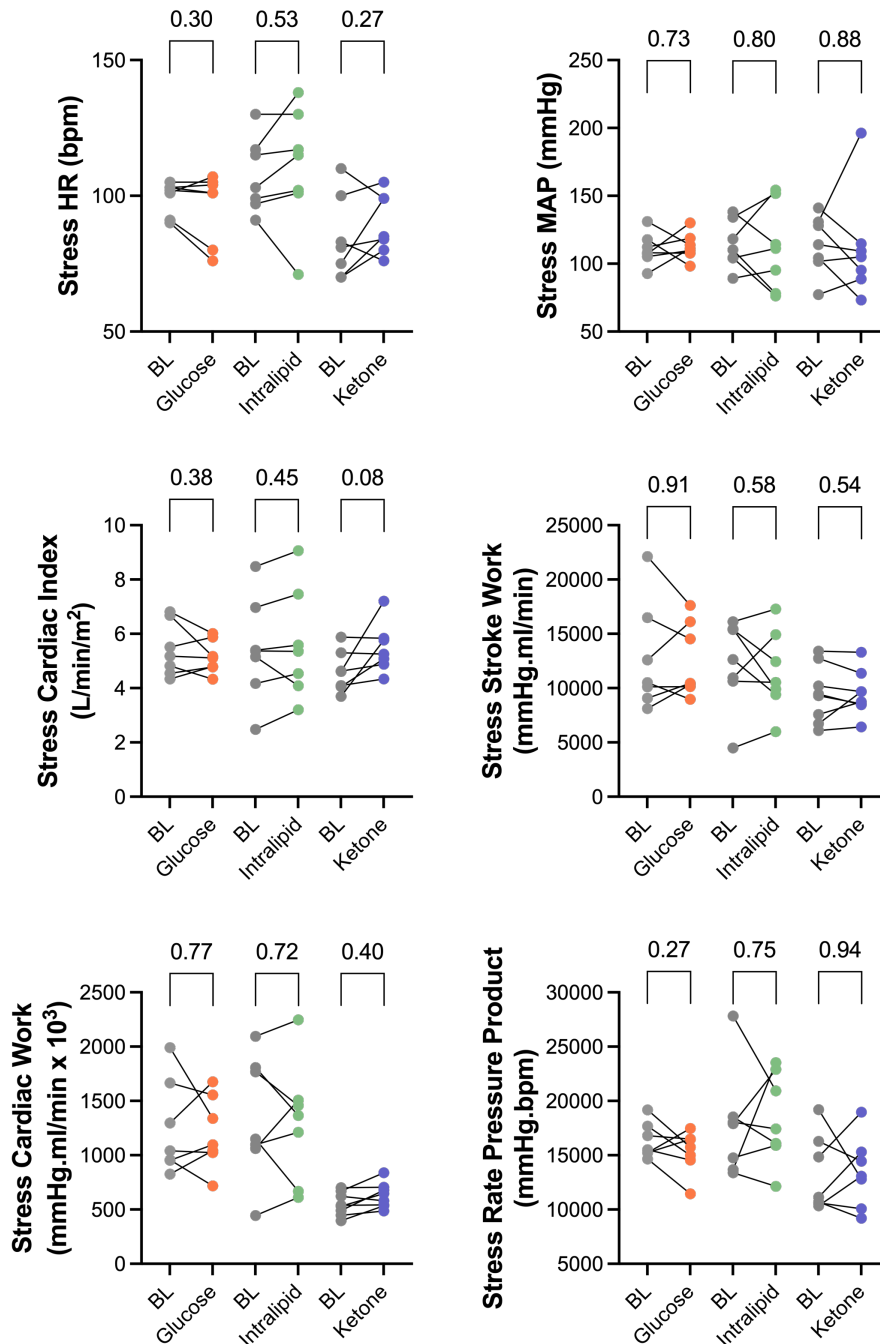 0.30 0.53 0.27
Stress HR (bpm)
150
100
50
BL Glucose BL Intralipid BL Ketone
0.73 0.80 0.88
Stress MAP (mmHg)
250
200
150
100
50
BL Glucose BL Intralipid BL Ketone
0.38 0.45 0.08
Stress Cardiac Index
(L/min/m²)
10
8
6
4
2
0
BL Glucose BL Intralipid BL Ketone
0.91 0.58 0.54
Stress Stroke Work
(mmHg.ml/min)
25000
20000
15000
10000
5000
0
BL Glucose BL Intralipid BL Ketone
0.77 0.72 0.40
Stress Cardiac Work
(mmHg.ml/min x 10³)
2500
2000
1500
1000
500
0
BL Glucose BL Intralipid BL Ketone
0.27 0.75 0.94
Stress Rate Pressure Product
(mmHg.bpm)
30000
25000
20000
15000
10000
5000
BL Glucose BL Intralipid BL Ketone